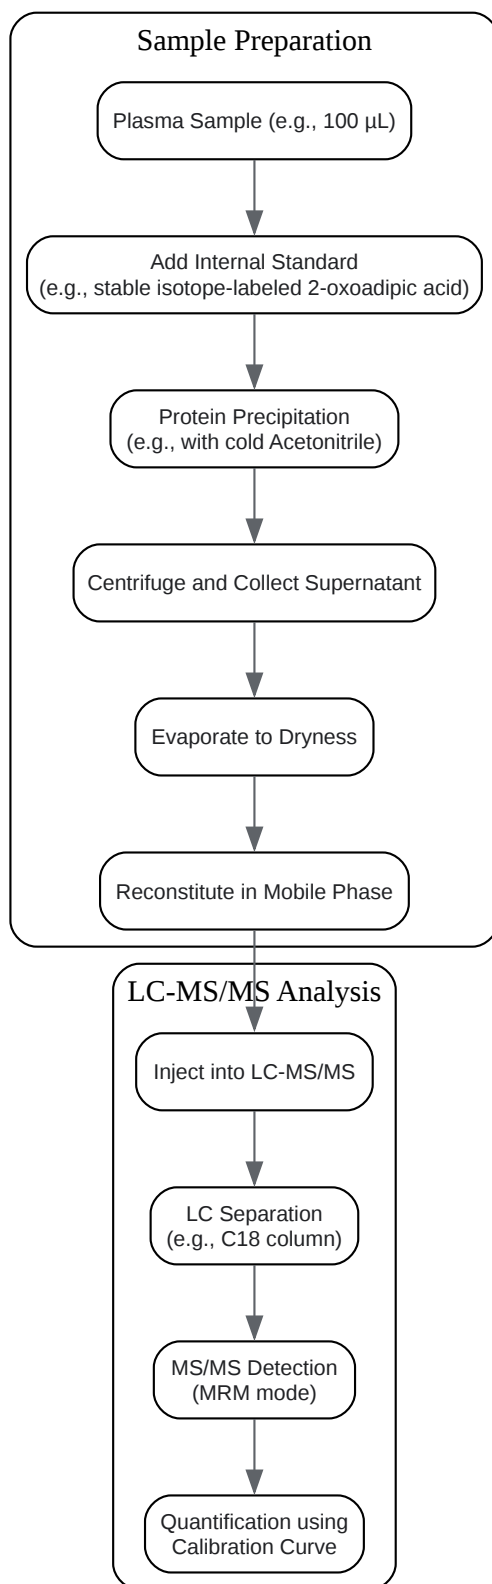 Sample Preparation
Plasma Sample (e.g., 100 µL)
Add Internal Standard
(e.g., stable isotope-labeled 2-oxoadipic acid)
Protein Precipitation
(e.g., with cold Acetonitrile)
Centrifuge and Collect Supernatant
Evaporate to Dryness
Reconstitute in Mobile Phase
LC-MS/MS Analysis
Inject into LC-MS/MS
LC Separation
(e.g., C18 column)
MS/MS Detection
(MRM mode)
Quantification using
Calibration Curve